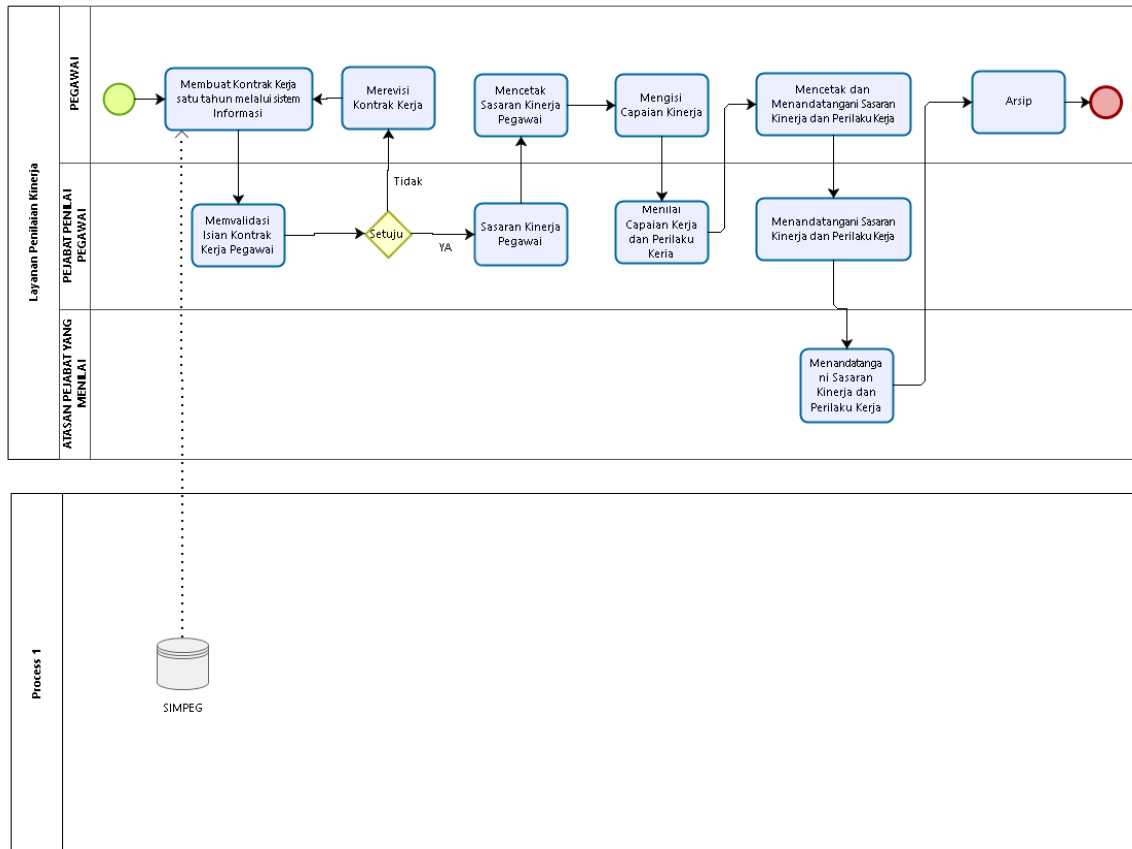 Layanan Penilaian Kinerja
PEGAWAI
Membuat Kontrak Kerja
satu tahun melalui sistem
Informasi
Merevisi
Kontrak Kerja
Mencetak
Sasaran Kinerja
Pegawai
Mengisi
Capaian Kinerja
Mencetak dan
Menandatangani Sasaran
Kinerja dan Perilaku Kerja
Arsip
PEJABAT PENILAI
PEGAWAI
Memvalidasi
Isian Kontrak
Kerja Pegawai
Setuju
Tidak
YA
Sasaran Kinerja
Pegawai
Menilai
Capaian Kerja
dan Perilaku
Kerja
Menandatangani Sasaran
Kinerja dan Perilaku Kerja
ATASAN PEJABAT YANG
MENILAI
Menandatanga
ni Sasaran
Kinerja dan
Perilaku Kerja
Process 1
SIMPEG